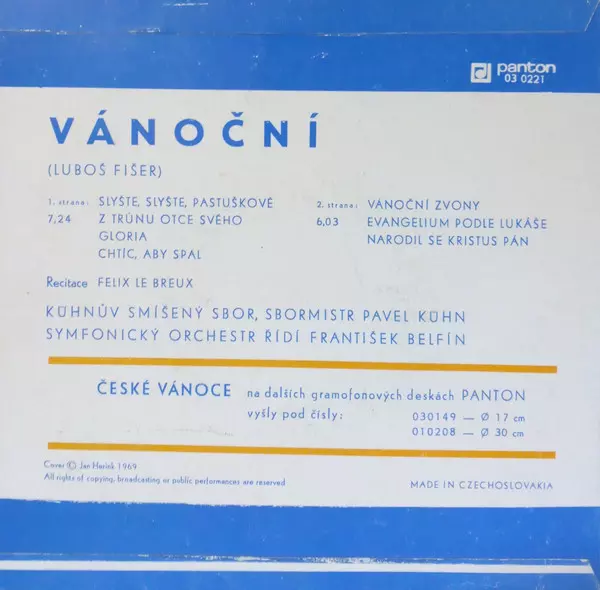 panton
03 0221
VÁNOČNÍ
(LUBOŠ FIŠER)
1. strana: SLYŠTE, SLYŠTE, PASTUŠKOVÉ
7,24 Z TRŮNU OTCE SVÉHO
GLORIA
CHTÍC, ABY SPAL
2. strana: VÁNOČNÍ ZVONY
6,03 EVANGELIUM PODLE LUKÁŠE
NARODIL SE KRISTUS PÁN
Recitace FELIX LE BREUX
KÜHNŮV SMÍŠENÝ SBOR, SBORMISTR PAVEL KÜHN
SYMFONICKÝ ORCHESTR ŘÍDÍ FRANTIŠEK BELFÍN
ČESKÉ VÁNOCE na dalších gramofonových deskách PANTON
vyšly pod čísly: 030149 — Ø 17 cm
010208 — Ø 30 cm
Cover © Jan 1969
All rights of copying, broadcasting or public performances are reserved
MADE IN CZECHOSLOVAKIA